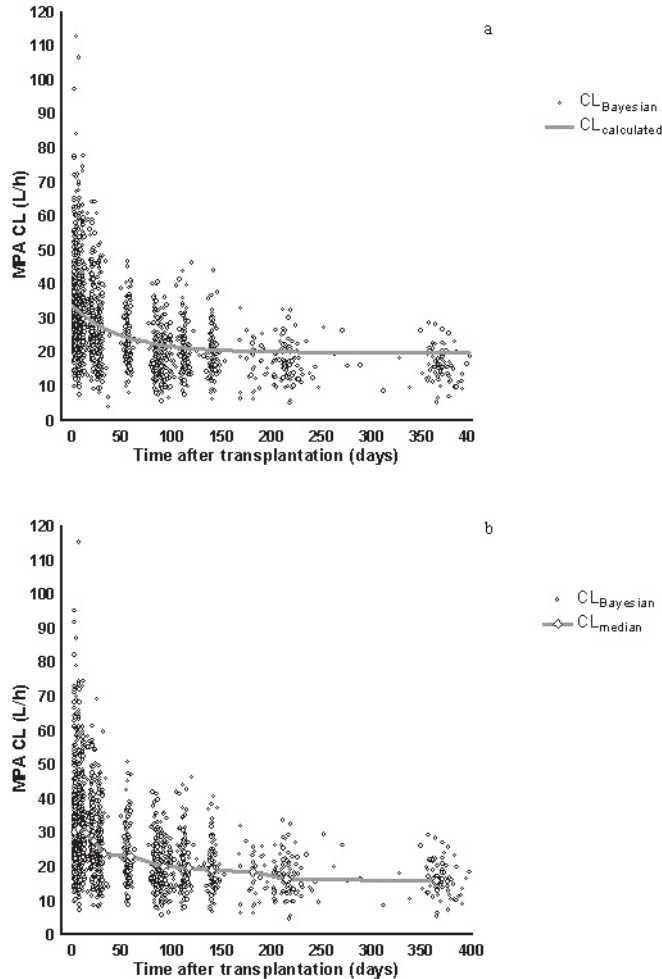 a
120
110
100
90
80
70
60
50
40
30
20
10
0
MPA CL (L/h)
0 50 100 150 200 250 300 350 40
Time after transplantation (days)
CLBayesian
CLcalculated
b
120
110
100
90
80
70
60
50
40
30
20
10
0
MPA CL (L/h)
0 50 100 150 200 250 300 350 400
Time after transplantation (days)
CLBayesian
CLmedian